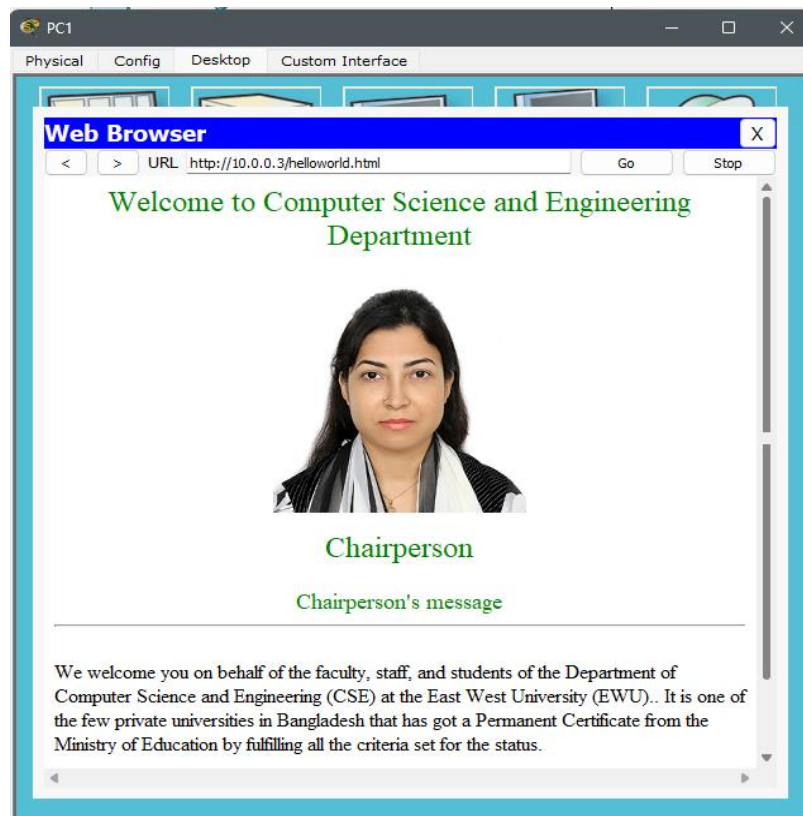 PC1
Physical Config Desktop Custom Interface
Web Browser X
< > URL http://10.0.0.3/helloworld.html Go Stop
Welcome to Computer Science and Engineering
Department
Chairperson
Chairperson's message
We welcome you on behalf of the faculty, staff, and students of the Department of
Computer Science and Engineering (CSE) at the East West University (EWU).. It is one of
the few private universities in Bangladesh that has got a Permanent Certificate from the
Ministry of Education by fulfilling all the criteria set for the status.